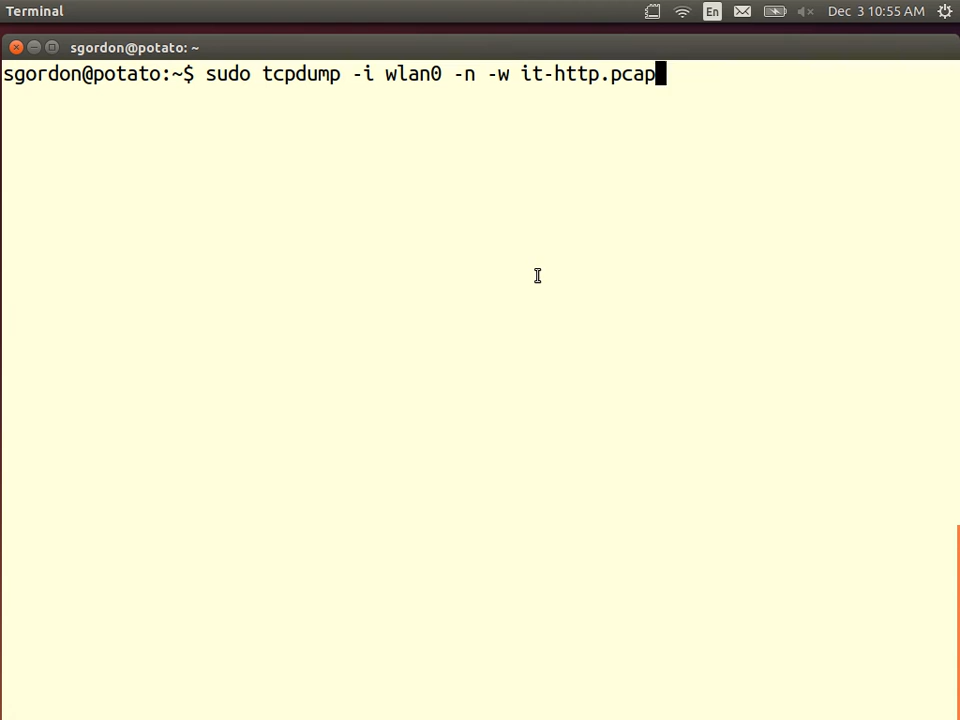 Terminal
En
Dec 3 10:55 AM
sgordon@potato: ~
sgordon@potato:~$ sudo tcpdump -i wlan0 -n -w it-http.pcap